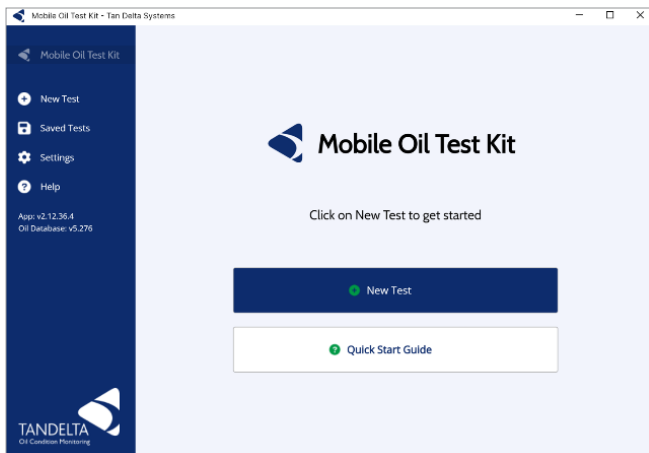 Mobile Oil Test Kit - Tan Delta Systems
Mobile Oil Test Kit
New Test
Saved Tests
Settings
Help
App: v2.12.36.4
Oil Database: v5.276
TANDELTA
Oil Condition Monitoring
Mobile Oil Test Kit
Click on New Test to get started
New Test
Quick Start Guide